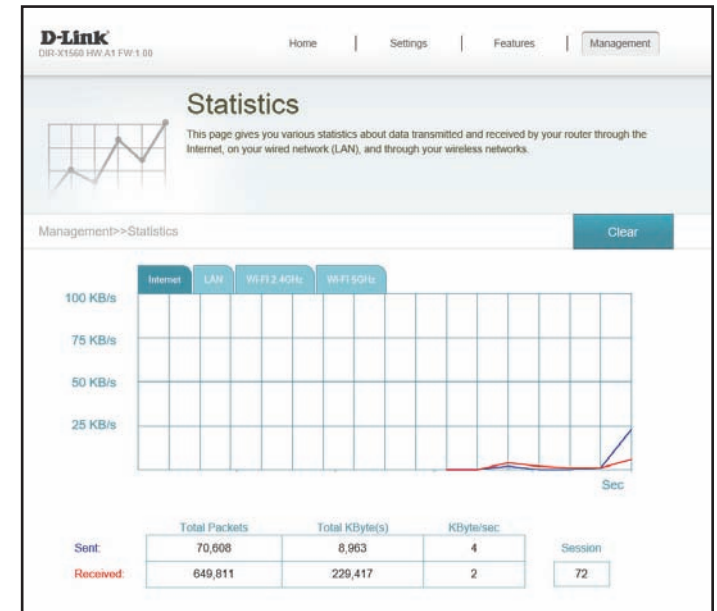 D-Link
DIR-X1560 HW:A1 FW:1.00
Home | Settings | Features | Management
Statistics
This page gives you various statistics about data transmitted and received by your router through the
Internet, on your wired network (LAN), and through your wireless networks.
Management>>Statistics
Clear
Internet LAN Wi-Fi 2.4GHz Wi-Fi 5GHz
100 KB/s
75 KB/s
50 KB/s
25 KB/s
Sec
Total Packets Total KByte(s) KByte/sec
Sent: 70,608 8,963 4 Session
Received: 649,811 229,417 2 72